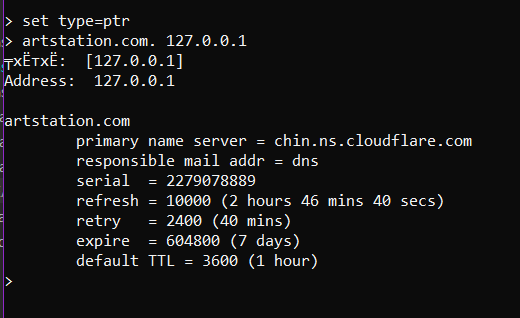 > set type=ptr
> artstation.com. 127.0.0.1
╤хЁтхЁ:  [127.0.0.1]
Address:  127.0.0.1

artstation.com
        primary name server = chin.ns.cloudflare.com
        responsible mail addr = dns
        serial  = 2279078889
        refresh = 10000 (2 hours 46 mins 40 secs)
        retry   = 2400 (40 mins)
        expire  = 604800 (7 days)
        default TTL = 3600 (1 hour)
>